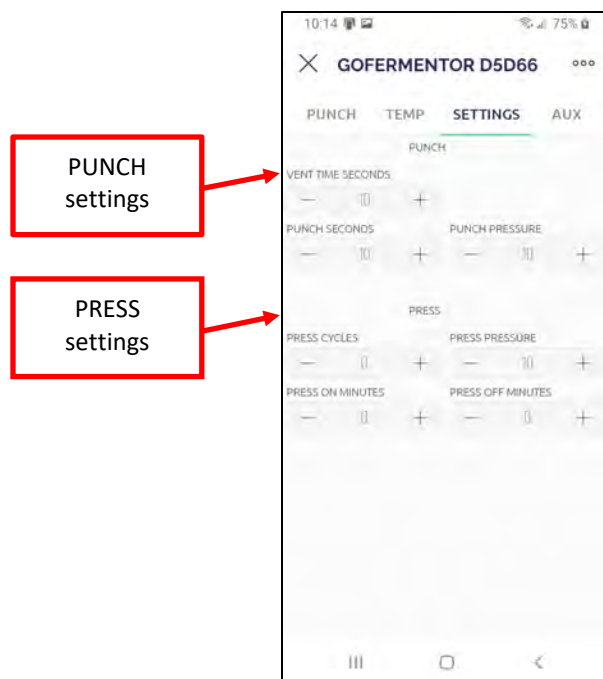 10:14 75%
GOFERMENTOR D5D66
PUNCH TEMP SETTINGS AUX
PUNCH
PUNCH
settings
VENT TIME SECONDS
— 10 +
PUNCH SECONDS PUNCH PRESSURE
— 10 + — 10 +
PRESS
PRESS
settings
PRESS CYCLES PRESS PRESSURE
— 0 + — 10 +
PRESS ON MINUTES PRESS OFF MINUTES
— 0 + — 0 +